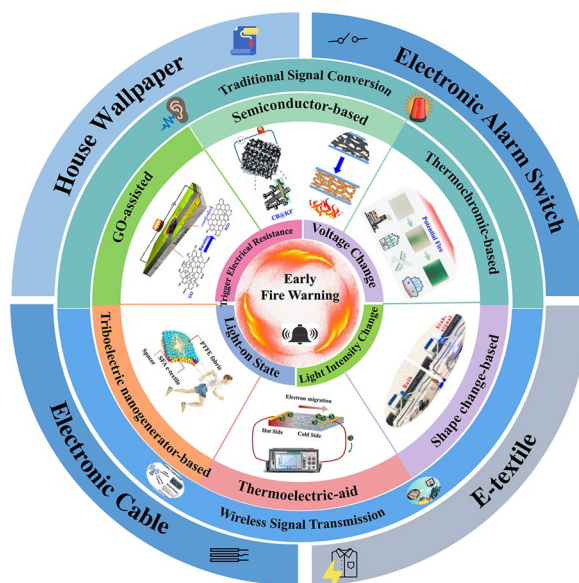 House Wallpaper
Electronic Alarm Switch
Traditional Signal Conversion
Semiconductor-based
GO-assisted
Thermochromic-based
CB@KF
GO
Potential Fire
Trigger Electrical Resistance
Voltage Change
Early
Fire Warning
Light-on State
Light Intensity Change
Triboelectric nanogenerator-based
PTFE fabric
SFA e-textile
Spacer
Electron migration
Hot Side
Cold Side
Shape change-based
Thermoelectric-aid
Wireless Signal Transmission
Electronic Cable
E-textile